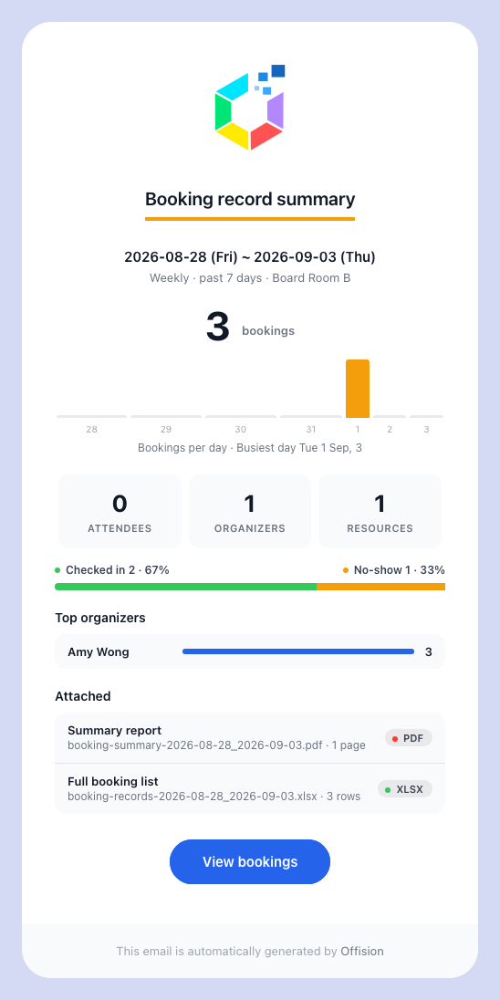 Booking record summary
2026-08-28 (Fri) ~ 2026-09-03 (Thu)
Weekly · past 7 days · Board Room B
3 bookings
28 29 30 31 1 2 3
Bookings per day · Busiest day Tue 1 Sep, 3
0 1 1
ATTENDEES ORGANIZERS RESOURCES
Checked in 2 · 67% No-show 1 · 33%
Top organizers
Amy Wong 3
Attached
Summary report
booking-summary-2026-08-28_2026-09-03.pdf · 1 page PDF
Full booking list
booking-records-2026-08-28_2026-09-03.xlsx · 3 rows XLSX
View bookings
This email is automatically generated by Offision